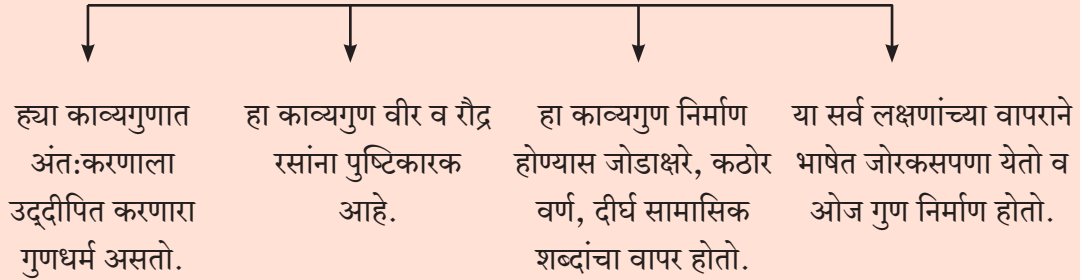 ह्या काव्यगुणात
अंत:करणाला
उद्‌दीपित करणारा
गुणधर्म असतो.
हा काव्यगुण वीर व रौद्र
रसांना पुष्टिकारक
आहे.
हा काव्यगुण निर्माण
होण्यास जोडाक्षरे, कठोर
वर्ण, दीर्घ सामासिक
शब्दांचा वापर होतो.
या सर्व लक्षणांच्या वापराने
भाषेत जोरकसपणा येतो व
ओज गुण निर्माण होतो.